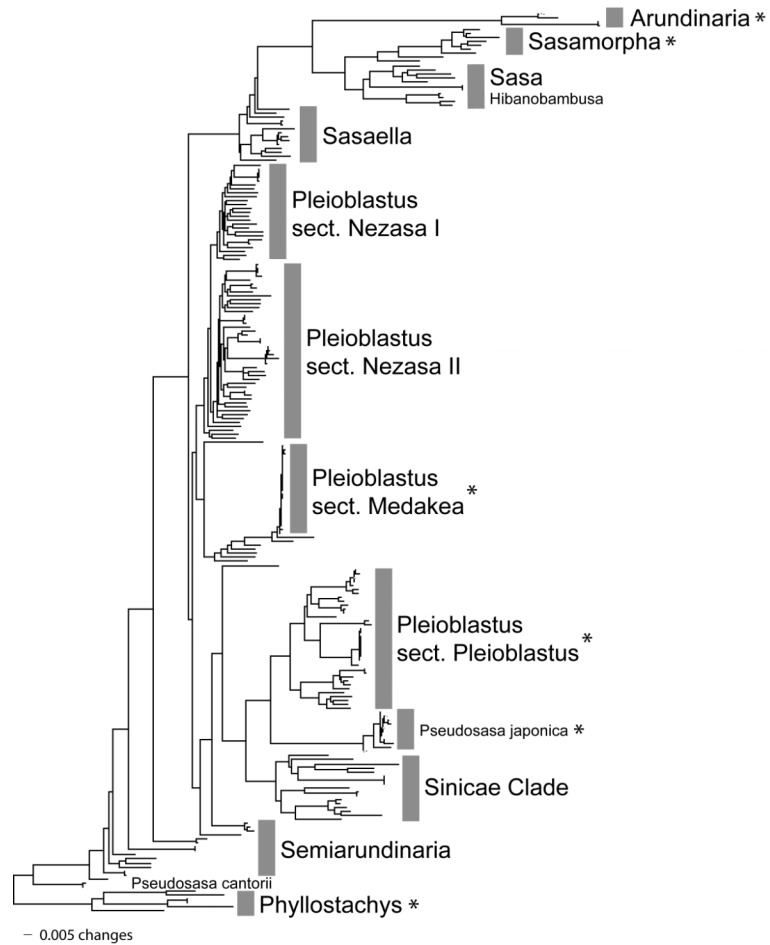 Arundinaria *
Sasamorpha *
Sasa
Hibanobambusa
Sasaella
Pleioblastus
sect. Nezasa I
Pleioblastus
sect. Nezasa II
Pleioblastus
sect. Medakea *
Pleioblastus
sect. Pleioblastus *
Pseudosasa japonica *
Sinicae Clade
Semiarundinaria
Pseudosasa cantorii
Phyllostachys *
– 0.005 changes